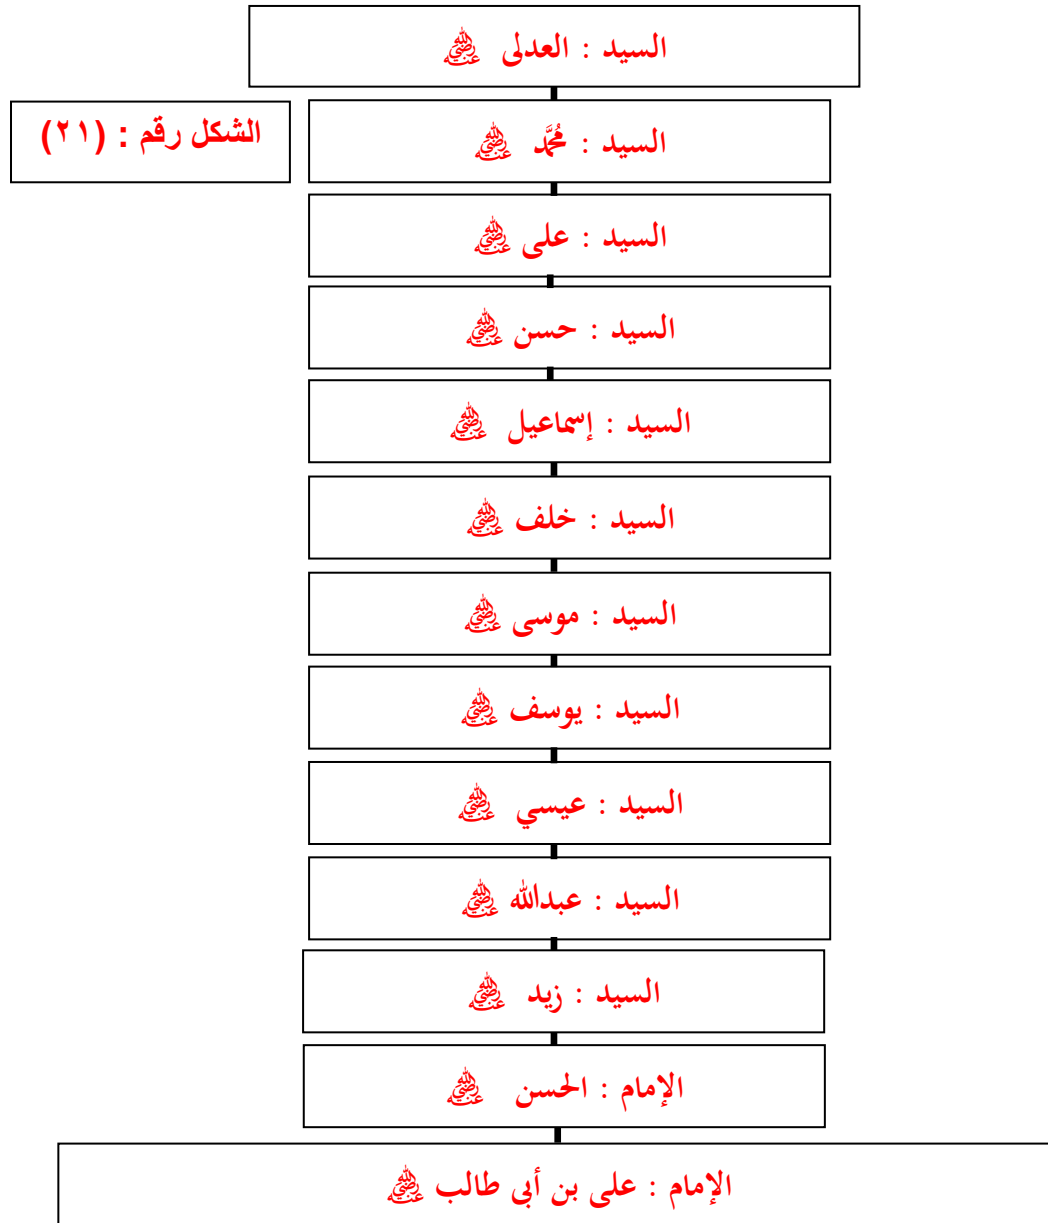 السيد : العدلى ﵁
السيد : مُحَمَّد ﵁
الشكل رقم : (٢١)
السيد : على ﵁
السيد : حسن ﵁
السيد : إسماعيل ﵁
السيد : خلف ﵁
السيد : موسى ﵁
السيد : يوسف ﵁
السيد : عيسي ﵁
السيد : عبدالله ﵁
السيد : زيد ﵁
الإمام : الحسن ﵁
الإمام : على بن أبى طالب ﵁